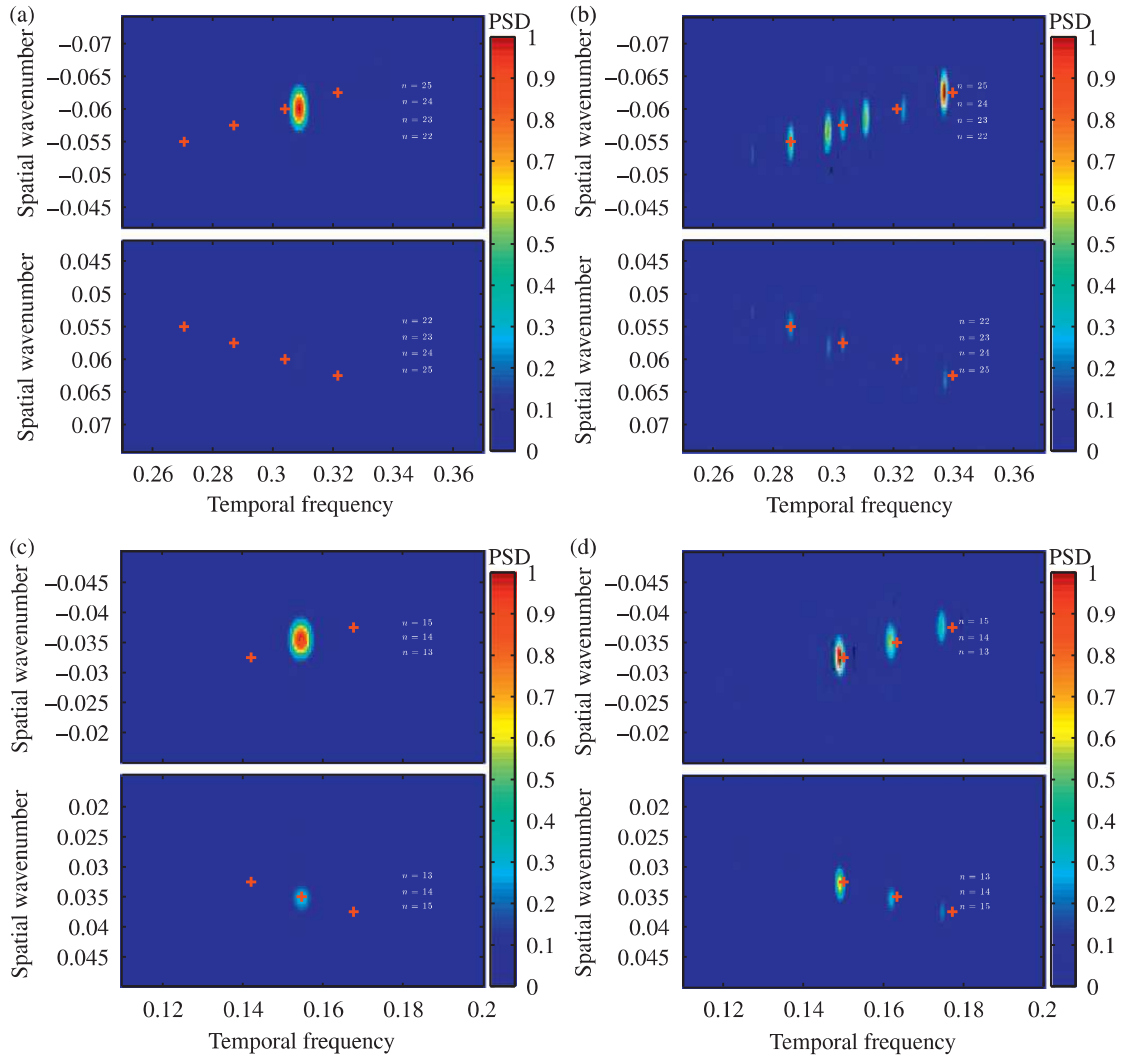 (a)
PSD
Spatial wavenumber
−0.07
−0.065
−0.06
−0.055
−0.05
−0.045
n = 25
n = 24
n = 23
n = 22
Spatial wavenumber
0.045
0.05
0.055
0.06
0.065
0.07
n = 22
n = 23
n = 24
n = 25
1
0.9
0.8
0.7
0.6
0.5
0.4
0.3
0.2
0.1
0
0.26
0.28
0.3
0.32
0.34
0.36
Temporal frequency
(b)
PSD
Spatial wavenumber
−0.07
−0.065
−0.06
−0.055
−0.05
−0.045
n = 25
n = 24
n = 23
n = 22
Spatial wavenumber
0.045
0.05
0.055
0.06
0.065
0.07
n = 22
n = 23
n = 24
n = 25
1
0.9
0.8
0.7
0.6
0.5
0.4
0.3
0.2
0.1
0
0.26
0.28
0.3
0.32
0.34
0.36
Temporal frequency
(c)
PSD
Spatial wavenumber
−0.045
−0.04
−0.035
−0.03
−0.025
−0.02
n = 15
n = 14
n = 13
Spatial wavenumber
0.02
0.025
0.03
0.035
0.04
0.045
n = 13
n = 14
n = 15
1
0.9
0.8
0.7
0.6
0.5
0.4
0.3
0.2
0.1
0
0.12
0.14
0.16
0.18
0.2
Temporal frequency
(d)
PSD
Spatial wavenumber
−0.045
−0.04
−0.035
−0.03
−0.025
−0.02
n = 15
n = 14
n = 13
Spatial wavenumber
0.02
0.025
0.03
0.035
0.04
0.045
n = 13
n = 14
n = 15
1
0.9
0.8
0.7
0.6
0.5
0.4
0.3
0.2
0.1
0
0.12
0.14
0.16
0.18
0.2
Temporal frequency